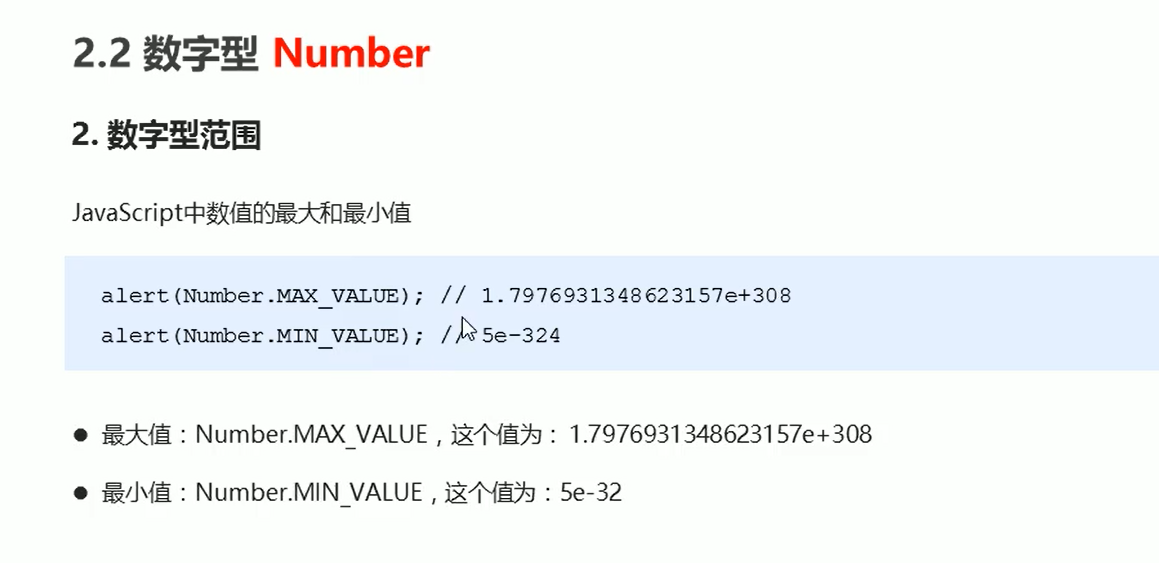 2.2 数字型 Number
2. 数字型范围
JavaScript中数值的最大和最小值
alert(Number.MAX_VALUE); // 1.7976931348623157e+308
alert(Number.MIN_VALUE); // 5e-324
● 最大值：Number.MAX_VALUE，这个值为： 1.7976931348623157e+308
● 最小值：Number.MIN_VALUE，这个值为：5e-32